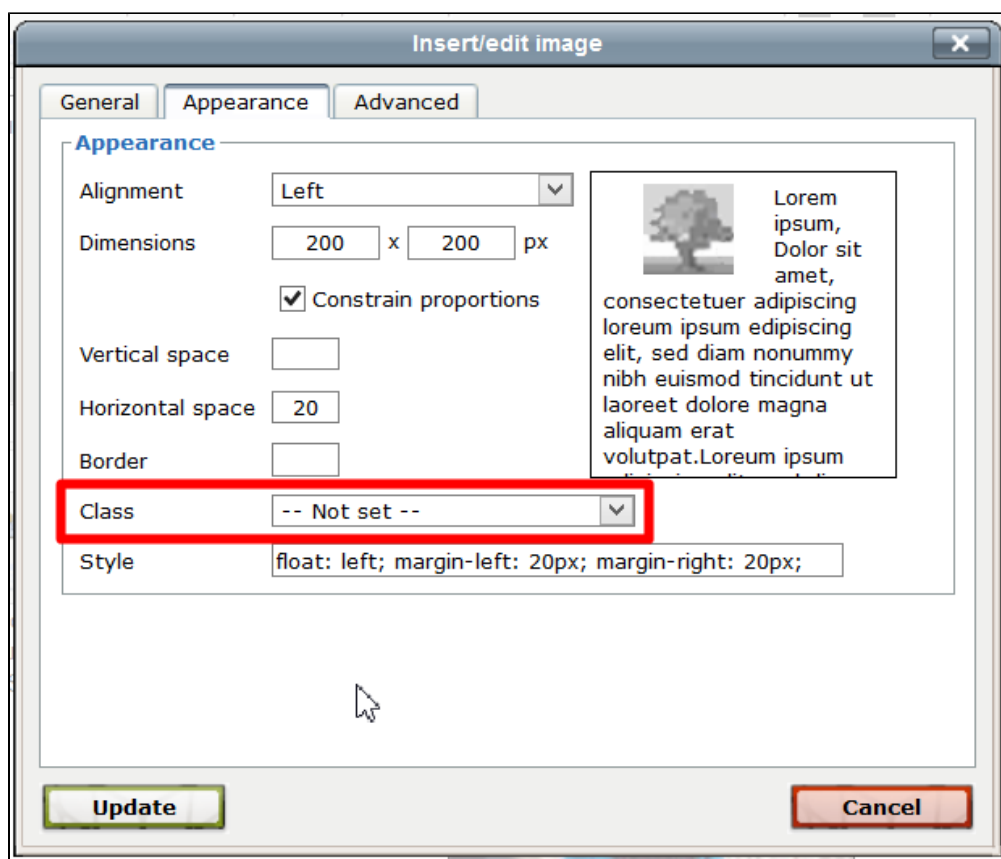 Insert/edit image
General Appearance Advanced
Appearance
Alignment Left
Dimensions 200 x 200 px
Constrain proportions
Vertical space
Horizontal space 20
Border
Lorem
ipsum,
Dolor sit
amet,
consectetuer adipiscing
loreum ipsum edipiscing
elit, sed diam nonummy
nibh euismod tincidunt ut
laoreet dolore magna
aliquam erat
volutpat.Loreum ipsum
Class -- Not set --
Style float: left; margin-left: 20px; margin-right: 20px;
Update Cancel